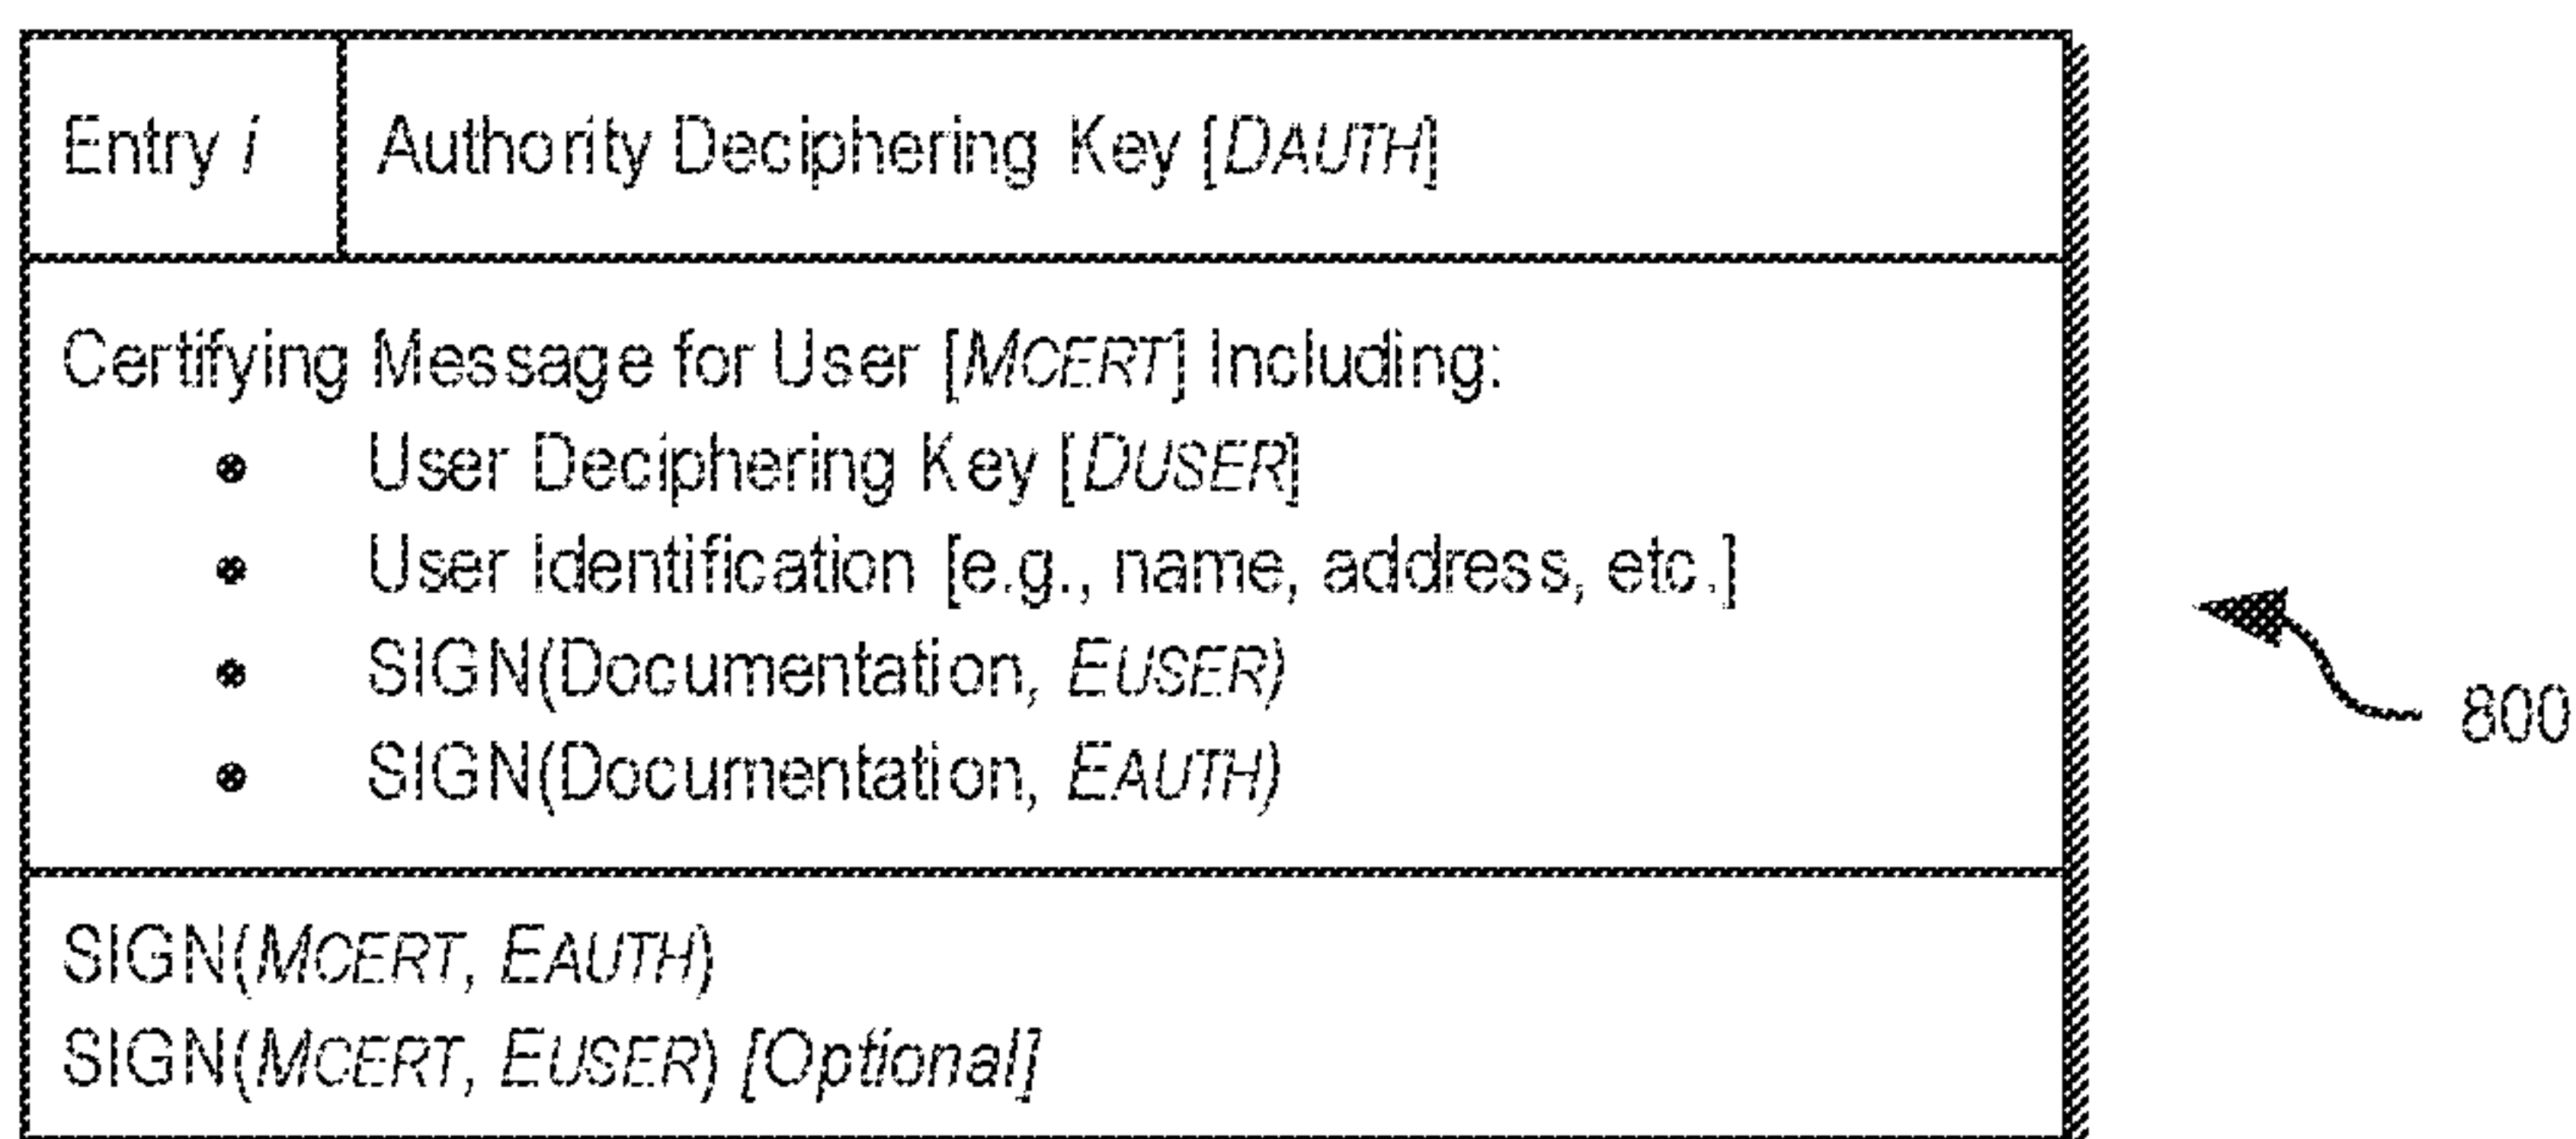 Entry i Authority Deciphering Key [DAUTH]
Certifying Message for User [MCERT] Including:
• User Deciphering Key [DUSER]
• User Identification [e.g., name, address, etc.]
• SIGN(Documentation, EUSER)
• SIGN(Documentation, EAUTH)
800
SIGN(MCERT, EAUTH)
SIGN(MCERT, EUSER) [Optional]